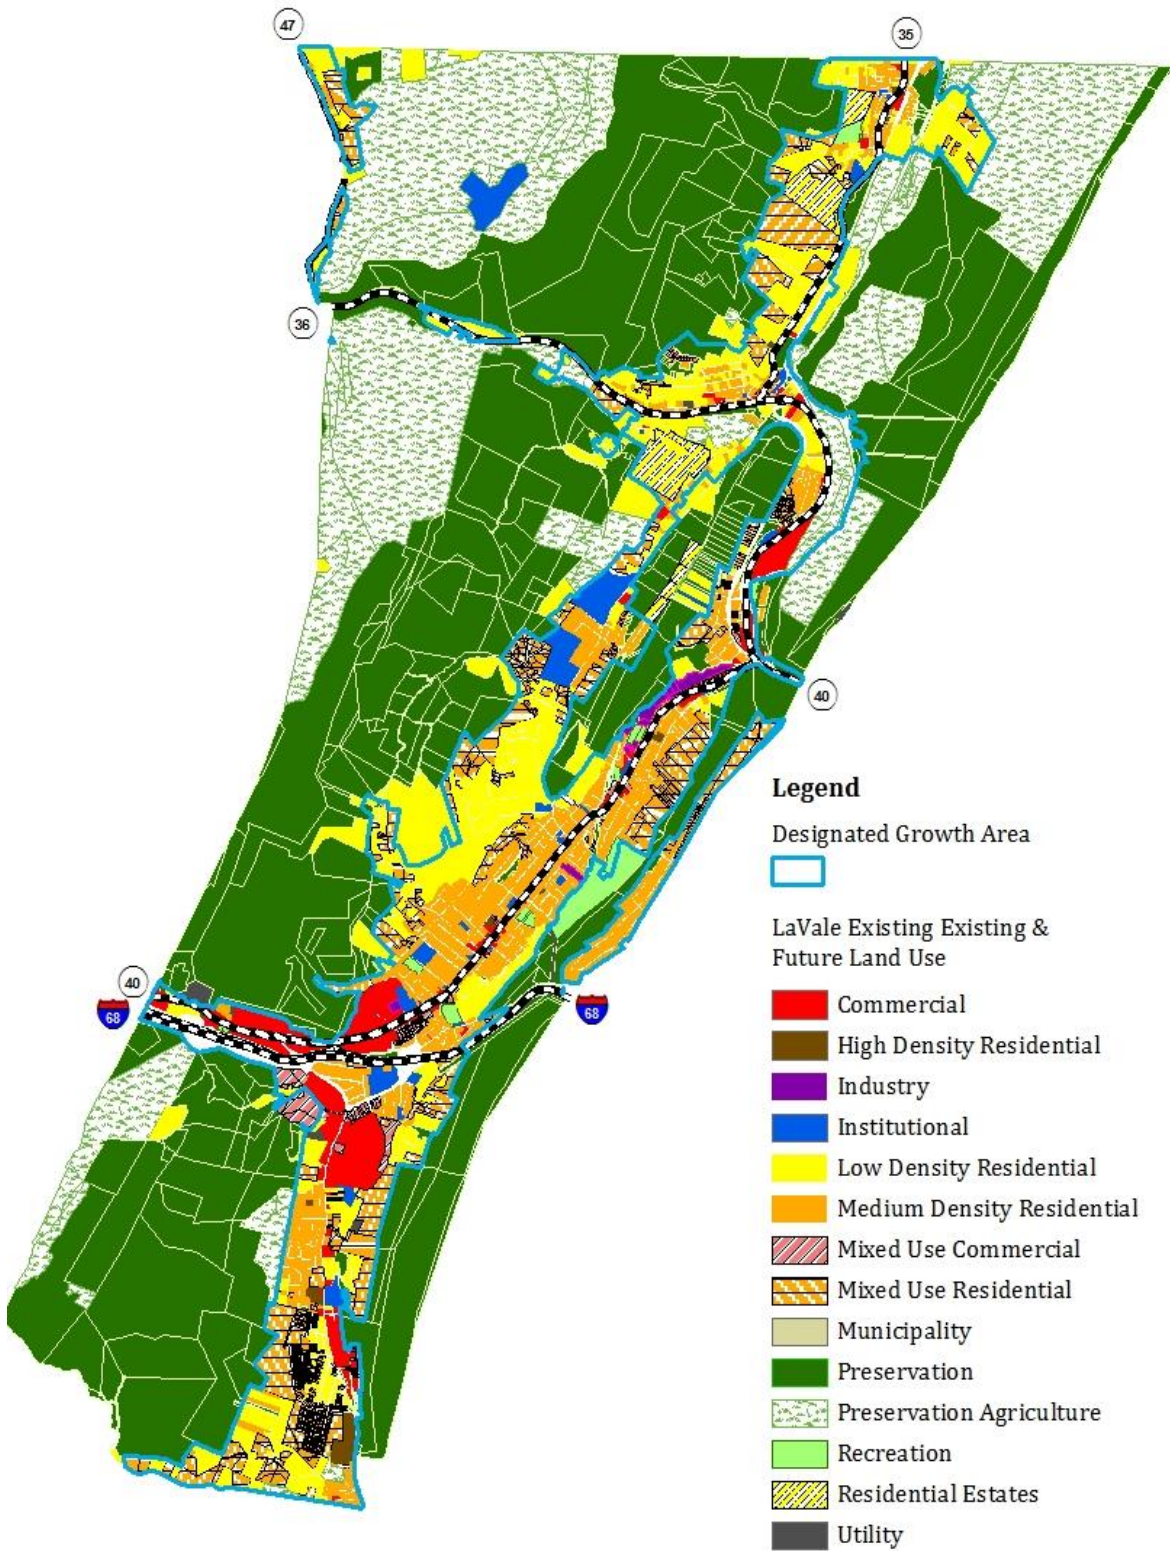 47
35
36
40
Legend
Designated Growth Area
LaVale Existing Existing &
Future Land Use
40
68
68
Commercial
High Density Residential
Industry
Institutional
Low Density Residential
Medium Density Residential
Mixed Use Commercial
Mixed Use Residential
Municipality
Preservation
Preservation Agriculture
Recreation
Residential Estates
Utility